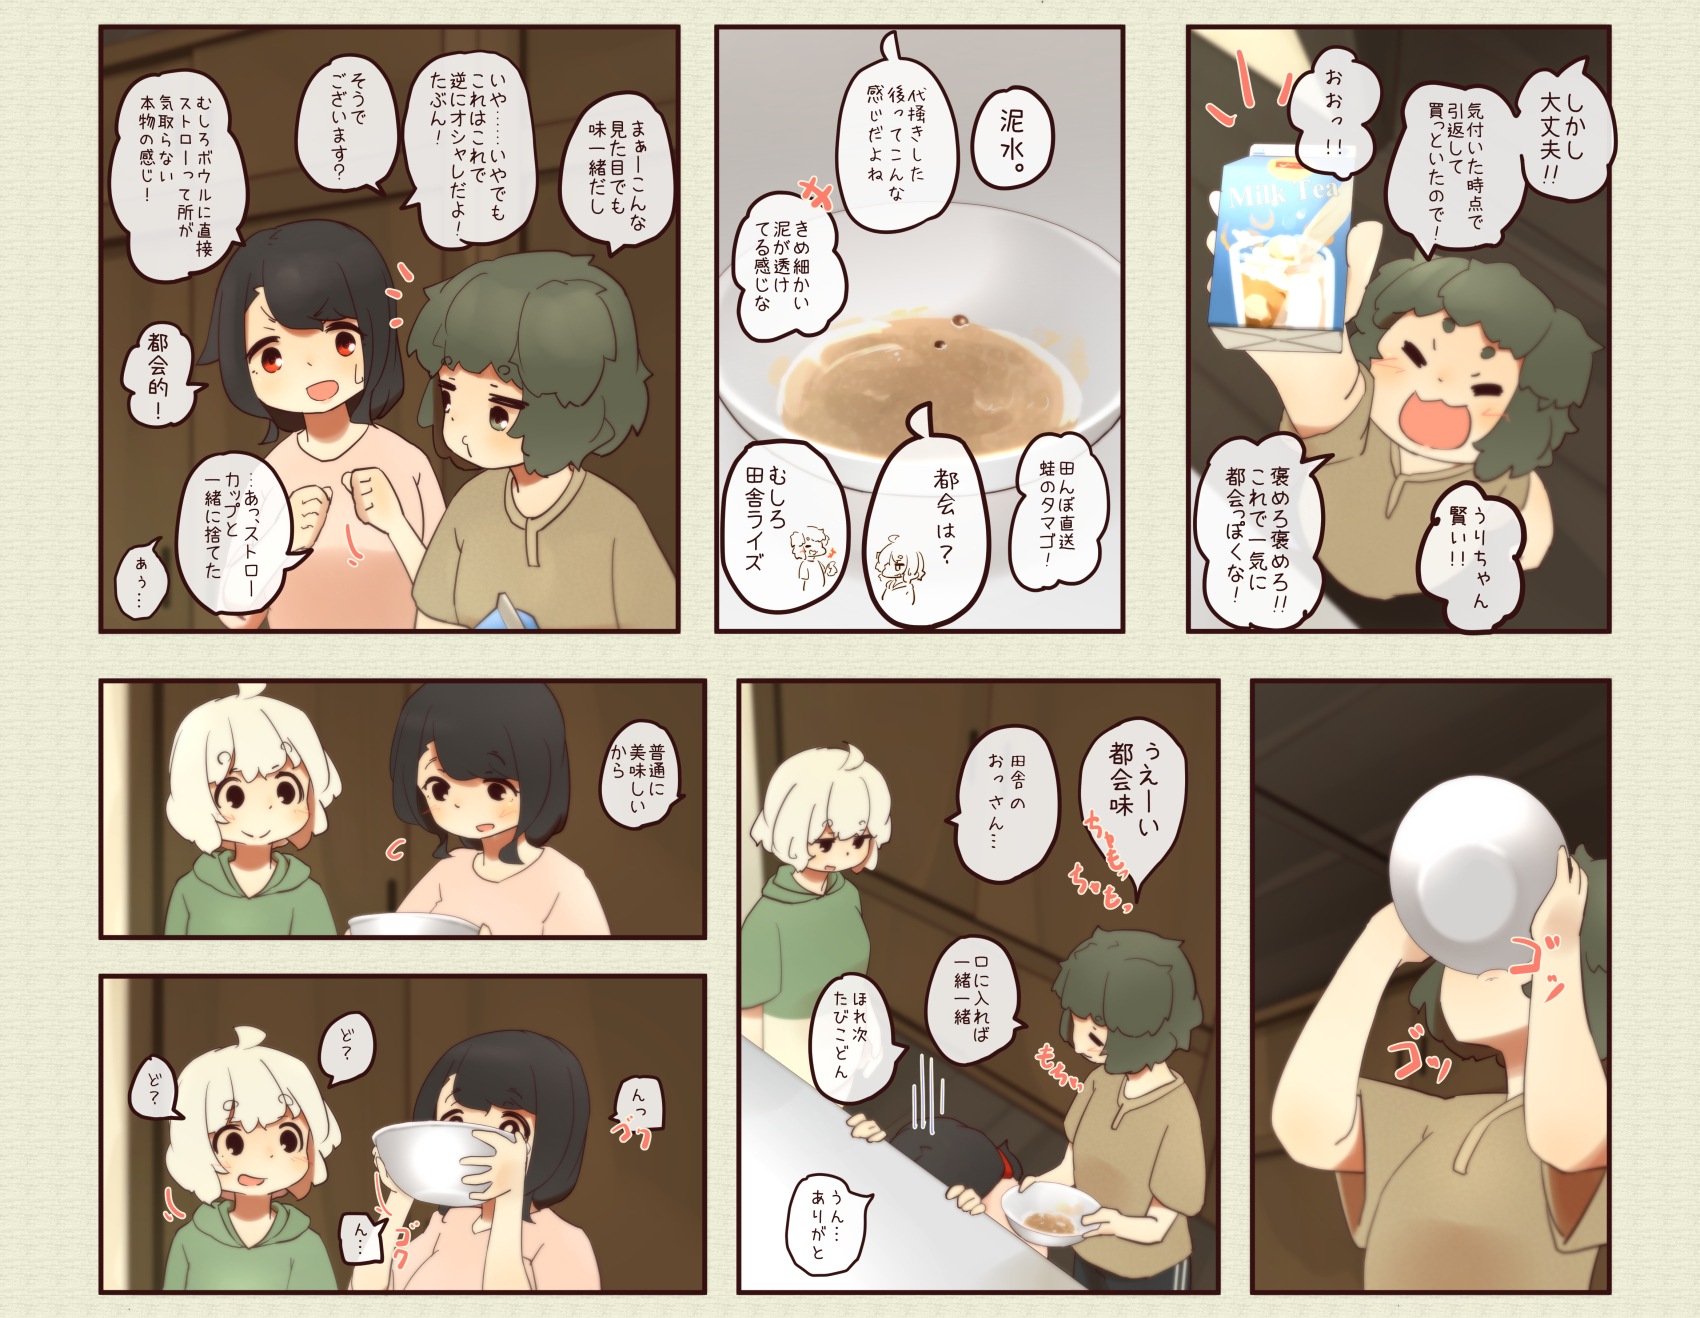 しかし
大丈夫!!
気付いた時点で
引返して
買っといたので!
おおっ!!
Milk Tea
褒めろ褒めろ!!
これで一気に
都会っぽくな!
うりちゃん
賢い!!
泥水。
代掻きした
後ってこんな
感じだよね
きめ細かい
泥が透け
てる感じな
田んぼ直送
蛙のタマゴ!
都会は?
むしろ
田舎ライズ
まぁーこんな
見た目でも
味一緒だし
いや……いやでも
これはこれで
逆にオシャレだよ!
たぶん!
そうで
ございます?
むしろボウルに直接
ストローって所が
気取らない
本物の感じ!
都会的!
…あっ、ストロー
カップと
一緒に捨てた
あぅ…
ゴッ
ゴッ
うえーい
都会味
ちゃもっ
ちゃもっ
田舎の
おっさん…
口に入れば
一緒一緒
もちぃ
ほれ次
たびこどん
うん…
ありがと
普通に
美味しい
から
んっ
ゴク
ど?
ど?
ん…
ゴク